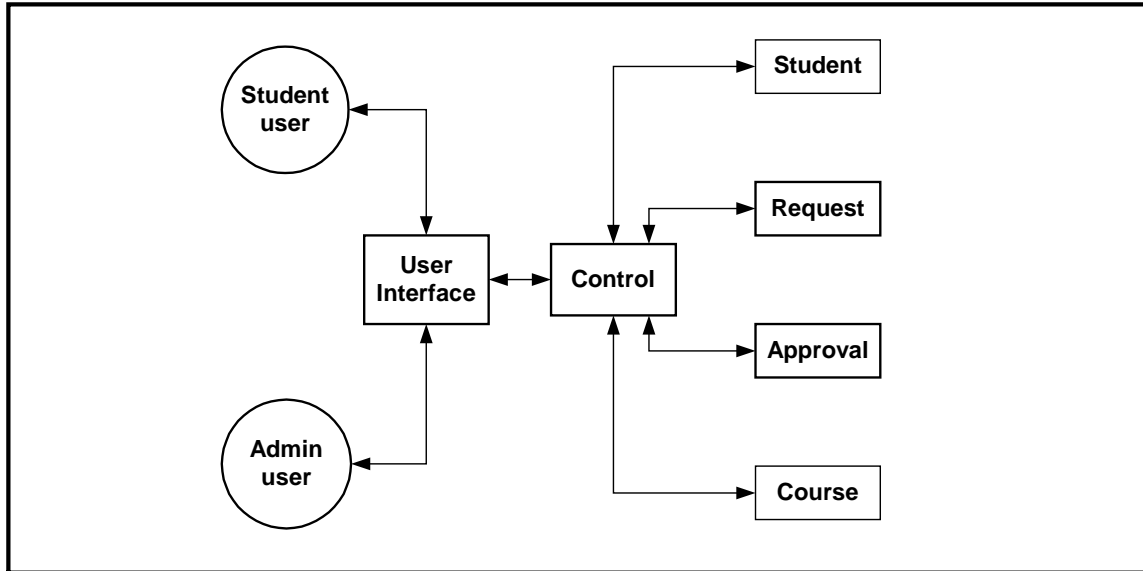 Student
user
Student
Request
User
Interface
Control
Approval
Admin
user
Course